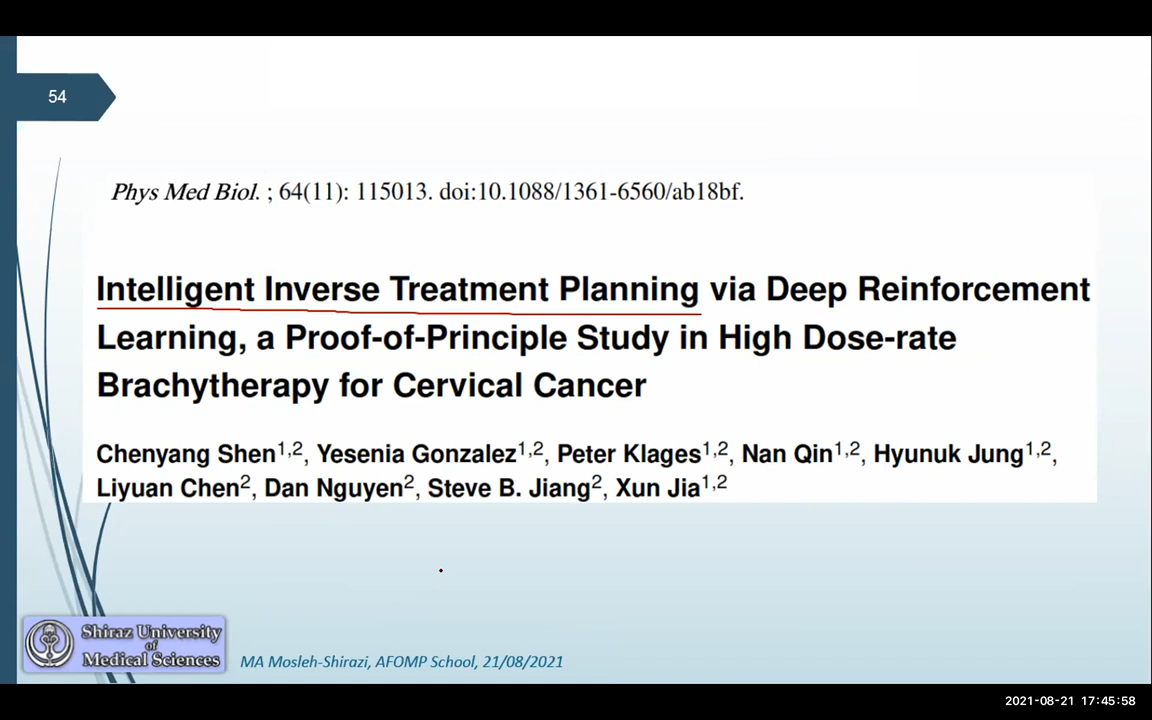 54
Phys Med Biol. ; 64(11): 115013. doi:10.1088/1361-6560/ab18bf.
Intelligent Inverse Treatment Planning via Deep Reinforcement
Learning, a Proof-of-Principle Study in High Dose-rate
Brachytherapy for Cervical Cancer
Chenyang Shen1,2, Yesenia Gonzalez1,2, Peter Klages1,2, Nan Qin1,2, Hyunuk Jung1,2,
Liyuan Chen2, Dan Nguyen2, Steve B. Jiang2, Xun Jia1,2
Shiraz University
of
Medical Sciences
MA Mosleh-Shirazi, AFOMP School, 21/08/2021
2021-08-21 17:45:58